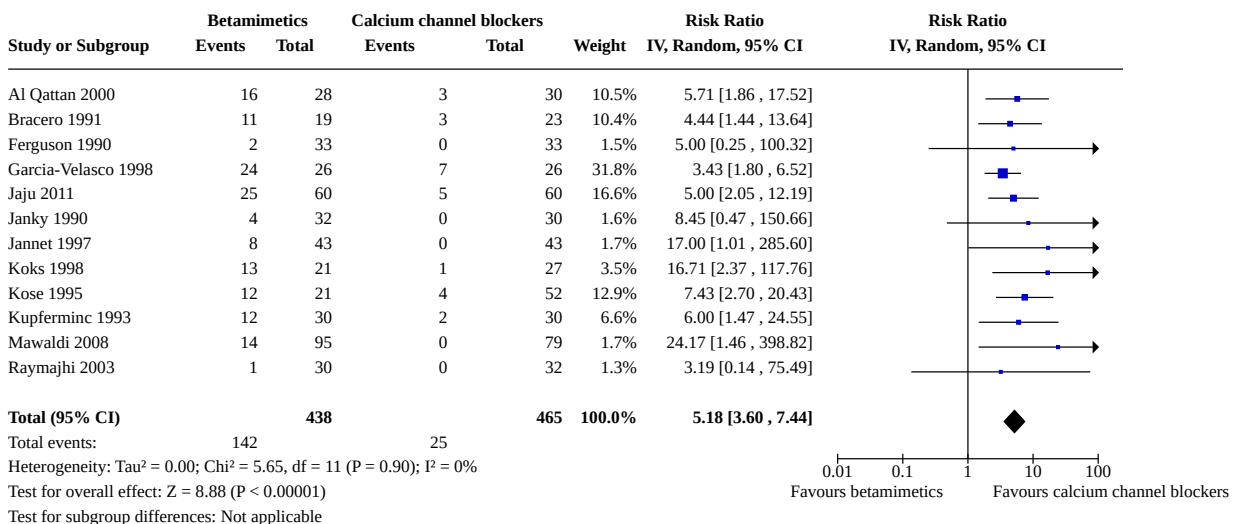 Betamimetics Calcium channel blockers Risk Ratio Risk Ratio
Study or Subgroup Events Total Events Total Weight IV, Random, 95% CI IV, Random, 95% CI
Al Qattan 2000 16 28 3 30 10.5% 5.71 [1.86 , 17.52]
Bracero 1991 11 19 3 23 10.4% 4.44 [1.44 , 13.64]
Ferguson 1990 2 33 0 33 1.5% 5.00 [0.25 , 100.32]
Garcia-Velasco 1998 24 26 7 26 31.8% 3.43 [1.80 , 6.52]
Jaju 2011 25 60 5 60 16.6% 5.00 [2.05 , 12.19]
Janky 1990 4 32 0 30 1.6% 8.45 [0.47 , 150.66]
Jannet 1997 8 43 0 43 1.7% 17.00 [1.01 , 285.60]
Koks 1998 13 21 1 27 3.5% 16.71 [2.37 , 117.76]
Kose 1995 12 21 4 52 12.9% 7.43 [2.70 , 20.43]
Kupferminc 1993 12 30 2 30 6.6% 6.00 [1.47 , 24.55]
Mawaldi 2008 14 95 0 79 1.7% 24.17 [1.46 , 398.82]
Raymajhi 2003 1 30 0 32 1.3% 3.19 [0.14 , 75.49]
Total (95% CI) 438 465 100.0% 5.18 [3.60 , 7.44]
Total events: 142 25
Heterogeneity: Tau² = 0.00; Chi² = 5.65, df = 11 (P = 0.90); I² = 0%
0.01 0.1 1 10 100
Test for overall effect: Z = 8.88 (P < 0.00001) Favours betamimetics Favours calcium channel blockers
Test for subgroup differences: Not applicable